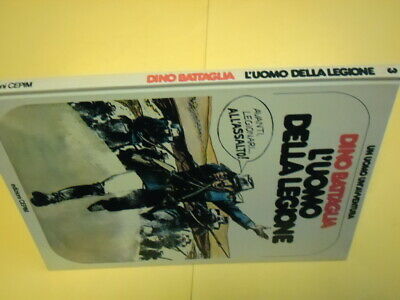 DINO BATTAGLIA L'UOMO DELLA LEGIONE 3
UN UOMO UN'AVVENTURA
DINO BATTAGLIA
L'UOMO
DELLA LEGIONE
AVANTI,
LEGIONARI,
ALL'ASSALTO!
CEPIM